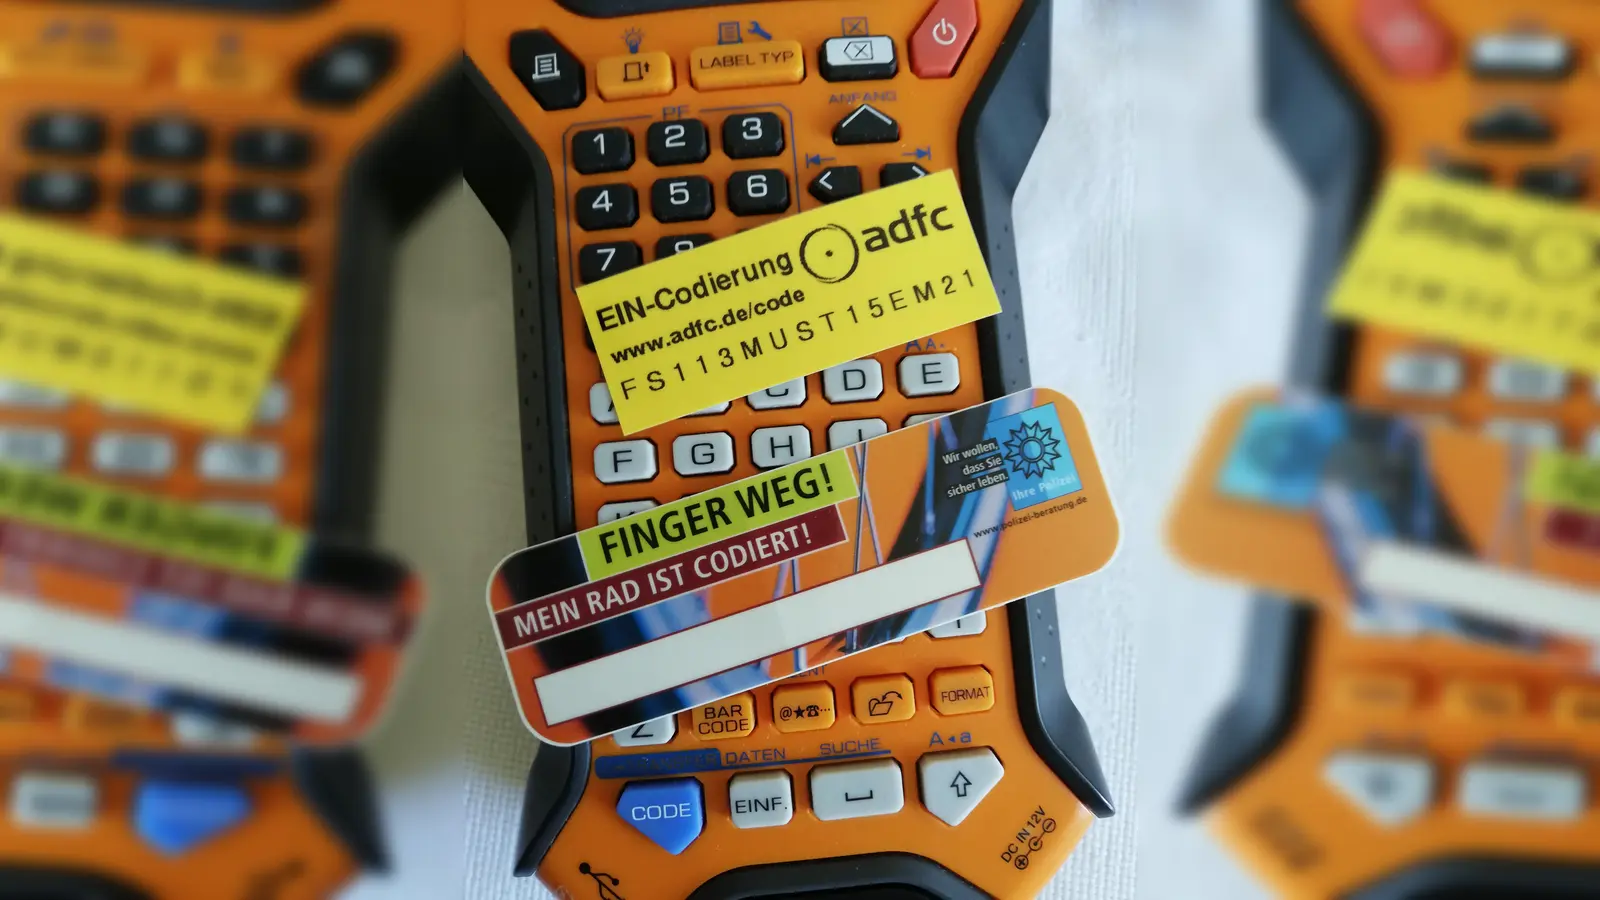 LABEL TYP
ANFANG
PF
1 2 3
4 5 6
7 8
EIN-Codierung adfc
www.adfc.de/code
FS113MUST15EM21
D E
F G H I
Wir wollen,
dass Sie
sicher leben.
Ihre Polizei
www.polizei-beratung.de
FINGER WEG!
MEIN RAD IST CODIERT!
Z
BAR
CODE
@★☎...
FORMAT
DATEN
SUCHE
A◂a
CODE
EINF.
DC IN 12V